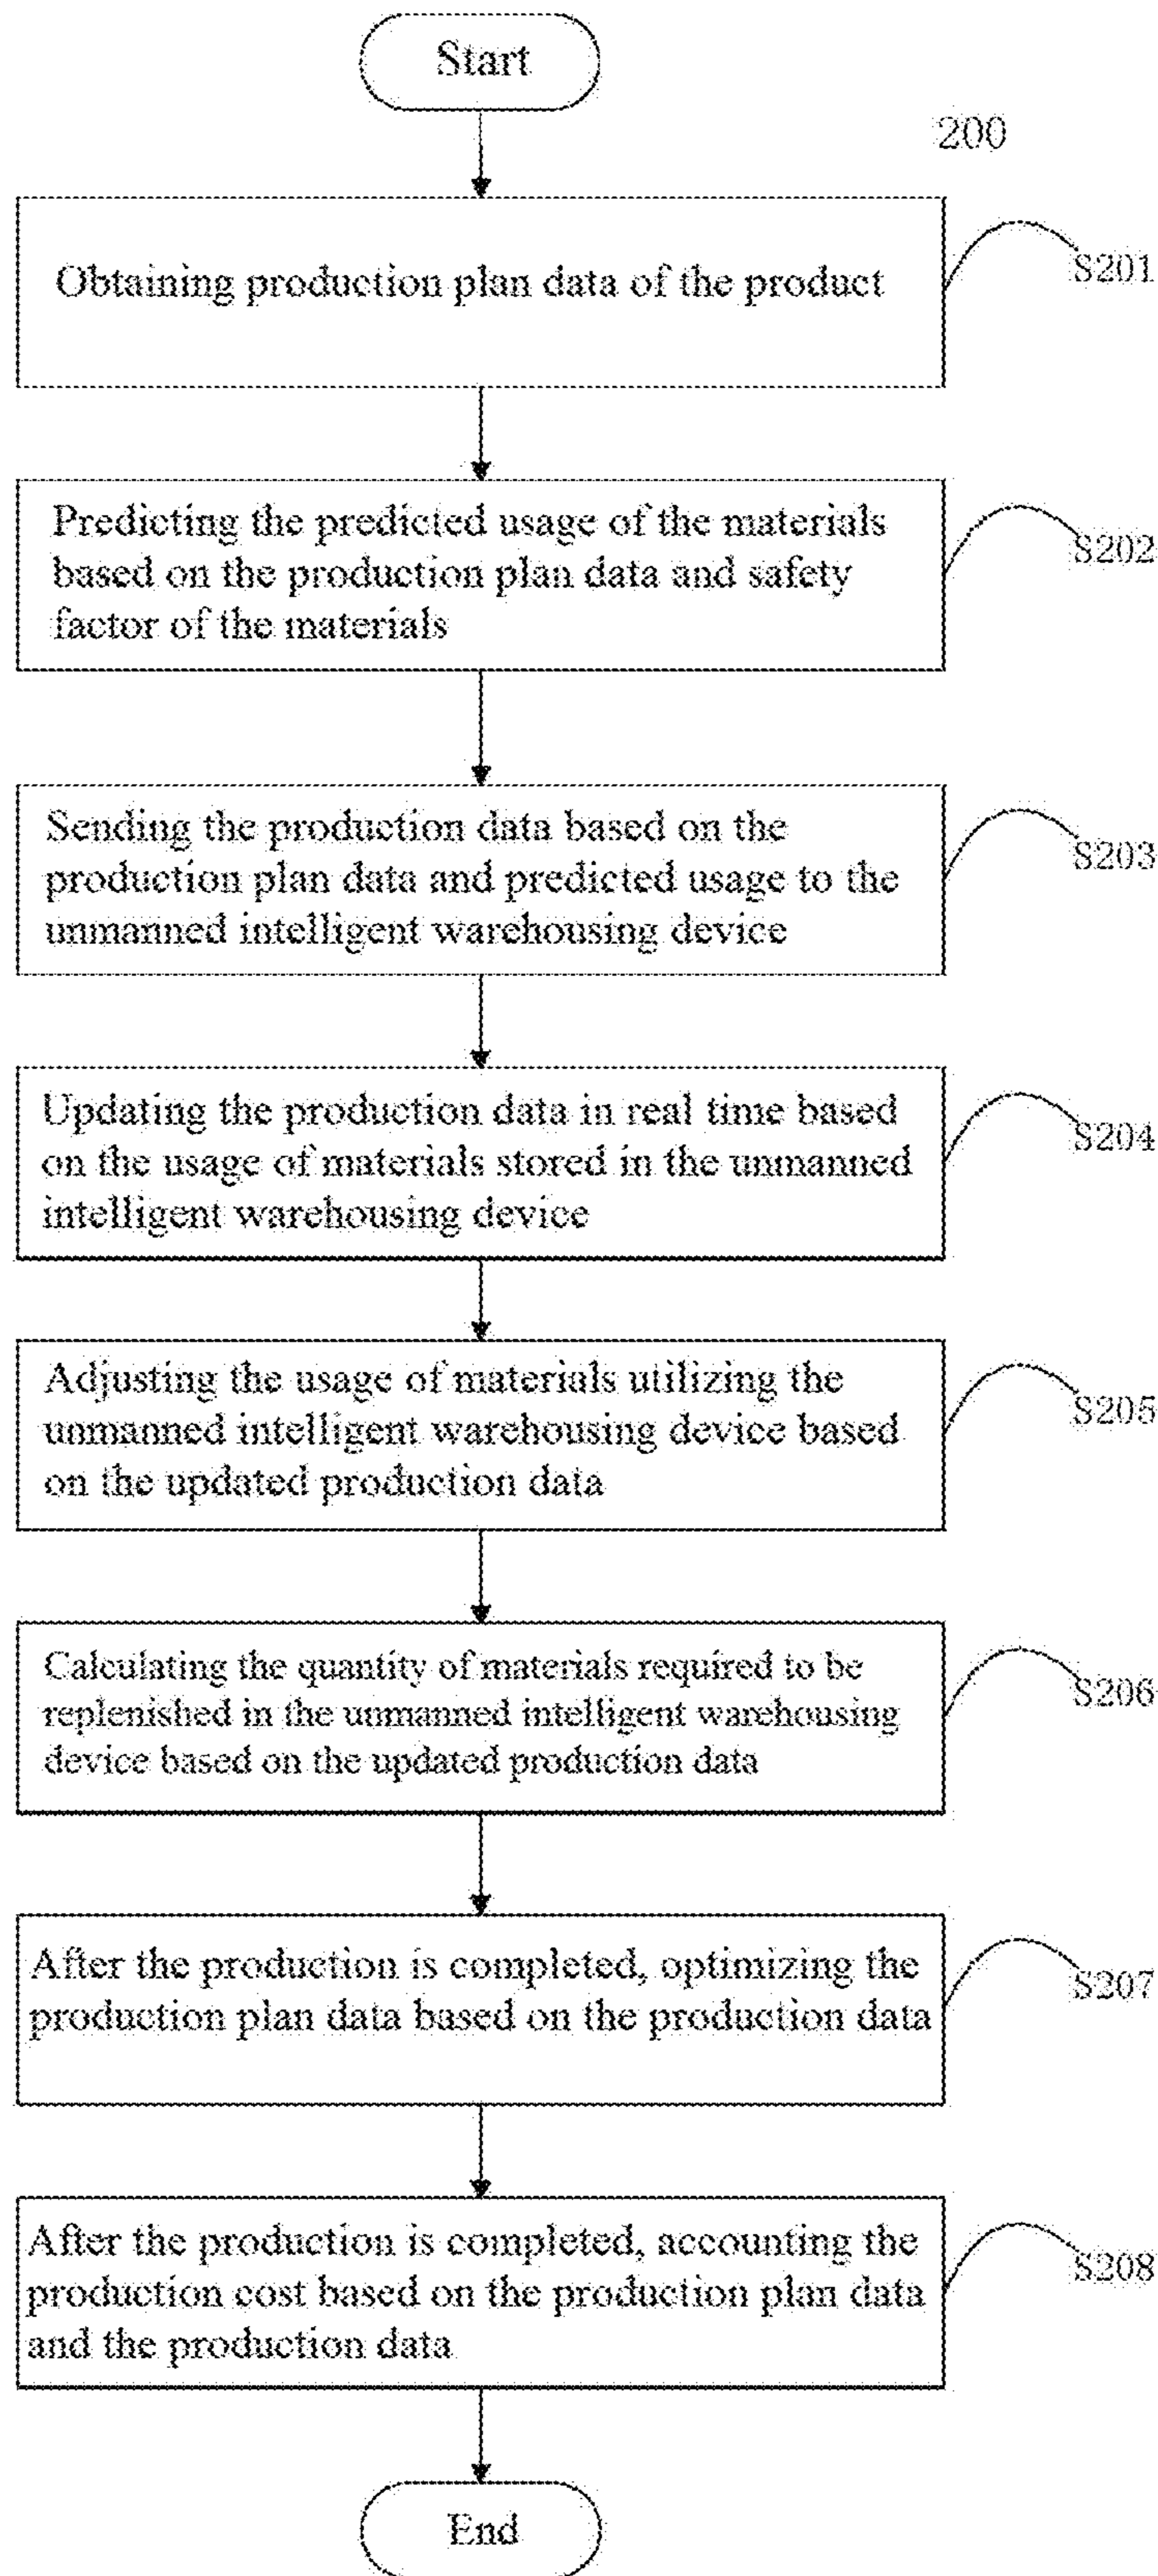 Start
200
Obtaining production plan data of the product
S201
Predicting the predicted usage of the materials
based on the production plan data and safety
factor of the materials
S202
Sending the production data based on the
production plan data and predicted usage to the
unmanned intelligent warehousing device
S203
Updating the production data in real time based
on the usage of materials stored in the unmanned
intelligent warehousing device
S204
Adjusting the usage of materials utilizing the
unmanned intelligent warehousing device based
on the updated production data
S205
Calculating the quantity of materials required to be
replenished in the unmanned intelligent warehousing
device based on the updated production data
S206
After the production is completed, optimizing the
production plan data based on the production data
S207
After the production is completed, accounting the
production cost based on the production plan data
and the production data
S208
End